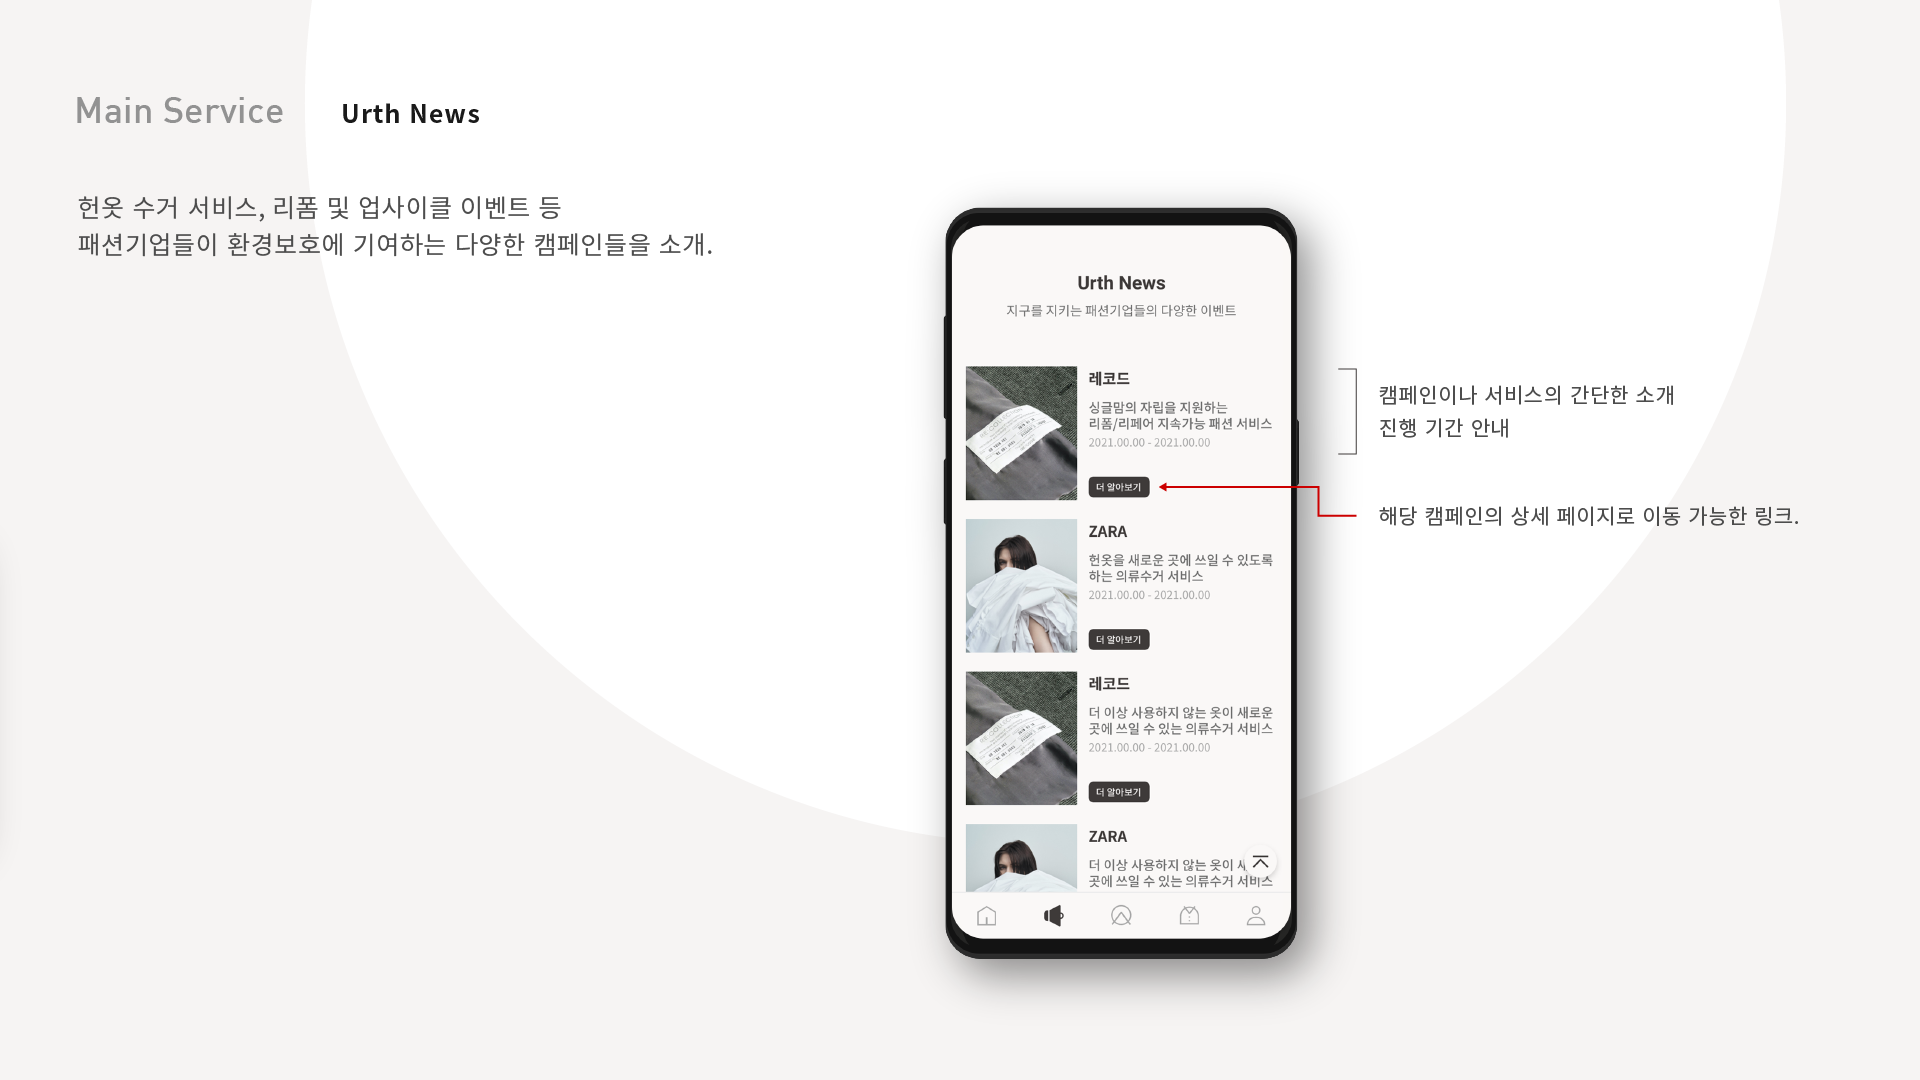 Main Service
Urth News
헌옷 수거 서비스, 리폼 및 업사이클 이벤트 등
패션기업들이 환경보호에 기여하는 다양한 캠페인들을 소개.
Urth News
지구를 지키는 패션기업들의 다양한 이벤트
레코드
싱글맘의 자립을 지원하는
리폼/리페어 지속가능 패션 서비스
2021.00.00 - 2021.00.00
더 알아보기
ZARA
헌옷을 새로운 곳에 쓰일 수 있도록
하는 의류수거 서비스
2021.00.00 - 2021.00.00
더 알아보기
레코드
더 이상 사용하지 않는 옷이 새로운
곳에 쓰일 수 있는 의류수거 서비스
2021.00.00 - 2021.00.00
더 알아보기
ZARA
더 이상 사용하지 않는 옷이
곳에 쓰일 수 있는 의류수거 서비스
캠페인이나 서비스의 간단한 소개
진행 기간 안내
해당 캠페인의 상세 페이지로 이동 가능한 링크.